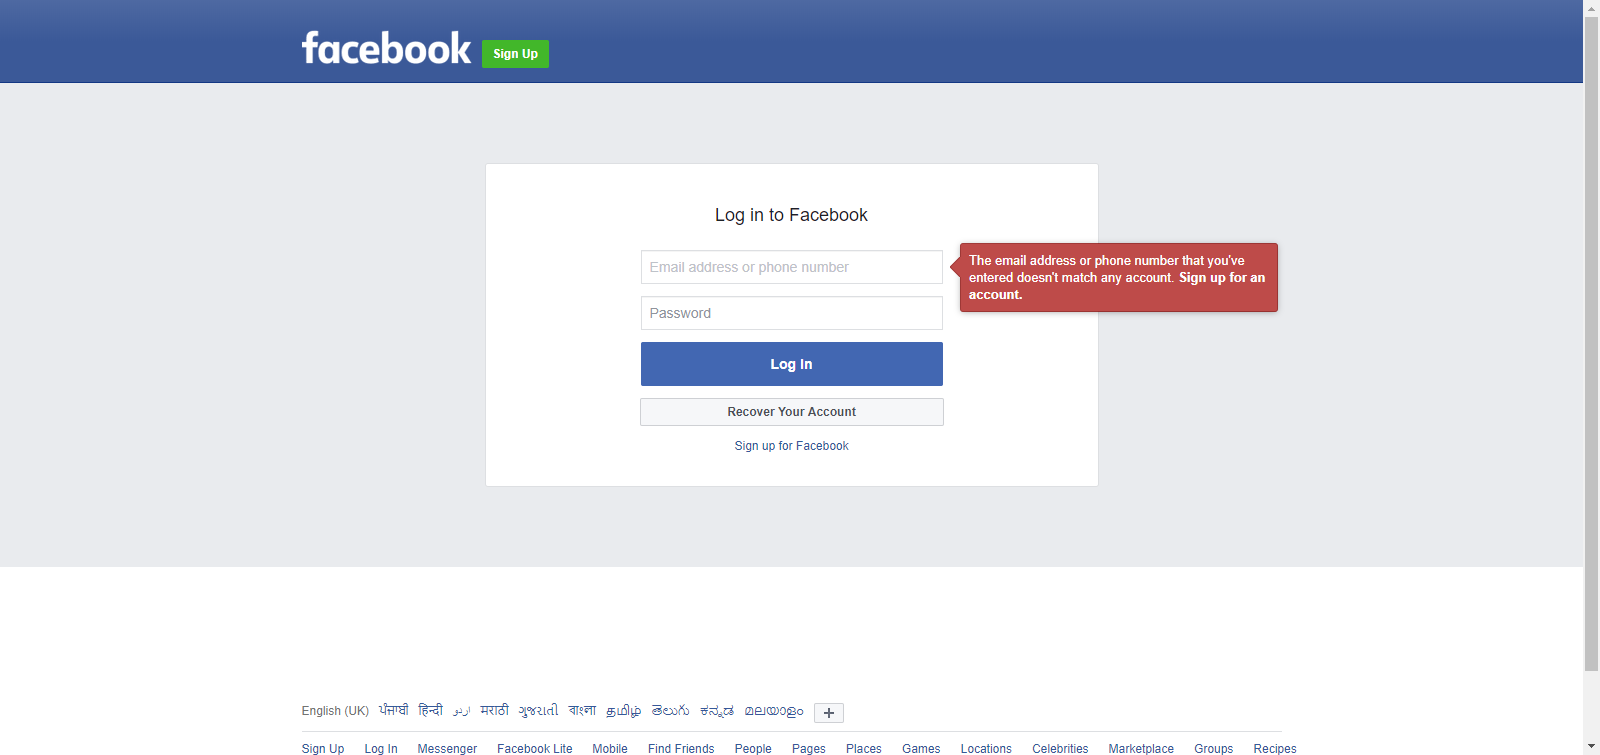 facebook Sign Up
Log in to Facebook
Email address or phone number
The email address or phone number that you've
entered doesn't match any account. Sign up for an
account.
Password
Log In
Recover Your Account
Sign up for Facebook
English (UK) ਪੰਜਾਬੀ हिन्दी اردو मराठी ગુજરાતી বাংলা தமிழ் తెలుగు ಕನ್ನಡ മലയാളം +
Sign Up Log In Messenger Facebook Lite Mobile Find Friends People Pages Places Games Locations Celebrities Marketplace Groups Recipes